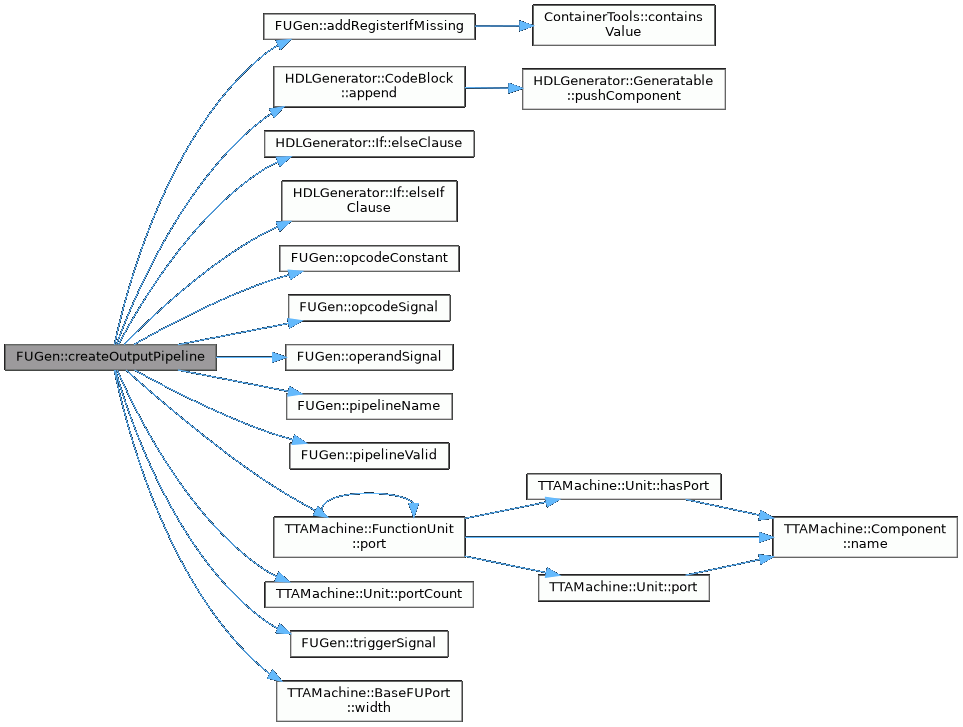 FUGen::createOutputPipeline
FUGen::addRegisterIfMissing
ContainerTools::contains
Value
HDLGenerator::CodeBlock
::append
HDLGenerator::Generatable
::pushComponent
HDLGenerator::If::elseClause
HDLGenerator::If::elseIf
Clause
FUGen::opcodeConstant
FUGen::opcodeSignal
FUGen::operandSignal
FUGen::pipelineName
FUGen::pipelineValid
TTAMachine::FunctionUnit
::port
TTAMachine::Unit::hasPort
TTAMachine::Component
::name
TTAMachine::Unit::port
TTAMachine::Unit::portCount
FUGen::triggerSignal
TTAMachine::BaseFUPort
::width